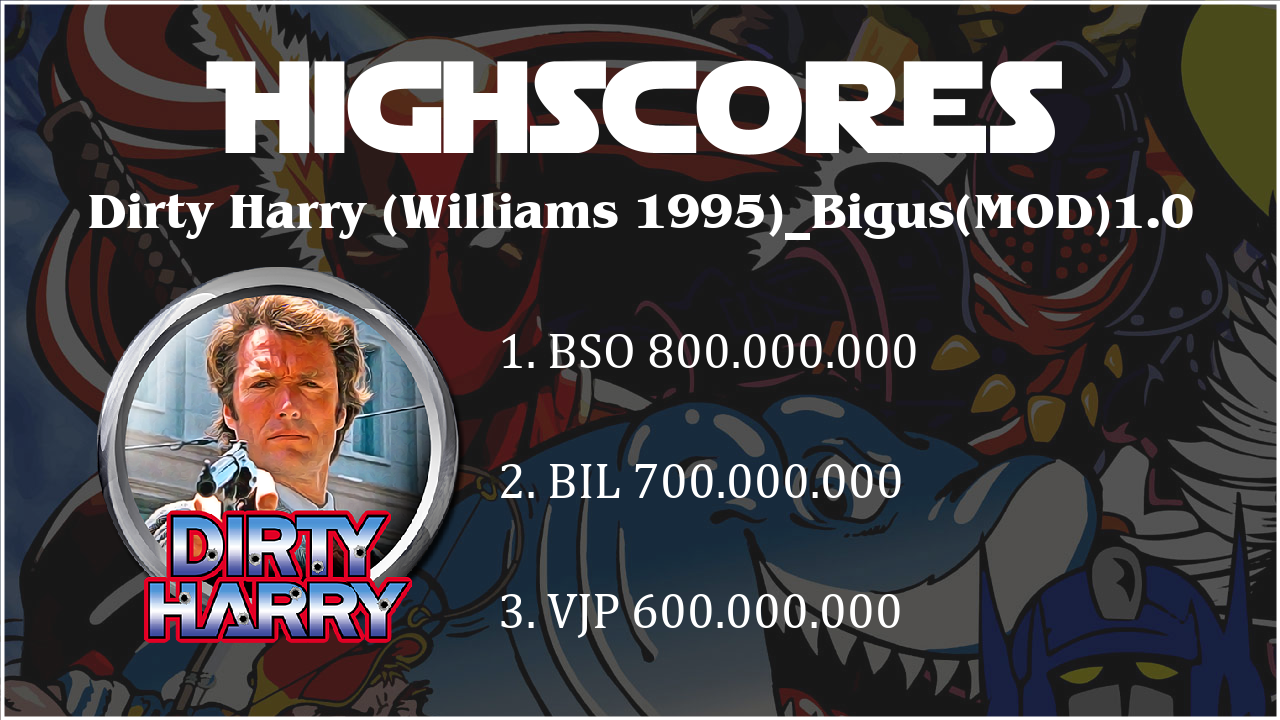 HIGHSCORES
Dirty Harry (Williams 1995)_Bigus(MOD)1.0
1. BSO 800.000.000
2. BIL 700.000.000
3. VJP 600.000.000
DIRTY
HARRY